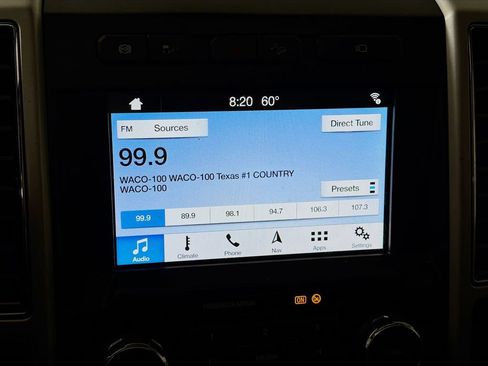 8:20 60°
FM Sources
Direct Tune
99.9
WACO-100 WACO-100 Texas #1 COUNTRY
WACO-100
Presets
99.9 89.9 98.1 94.7 106.3 107.3
Audio Climate Phone Nav Apps Settings
ON